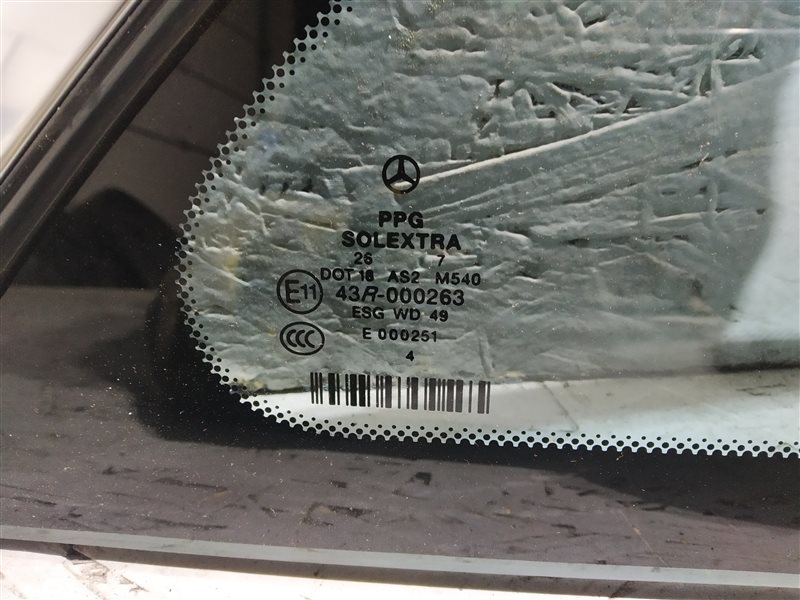 PPG
SOLEXTRA
26 7
DOT 18 AS2 M540
E11 43R-000263
ESG WD 49
CCC E 000251
4